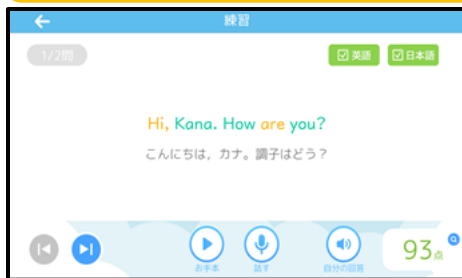 練習
1/2問
英語 日本語
Hi, Kana. How are you?
こんにちは，カナ。調子はどう？
お手本 話す 自分の回答 93点